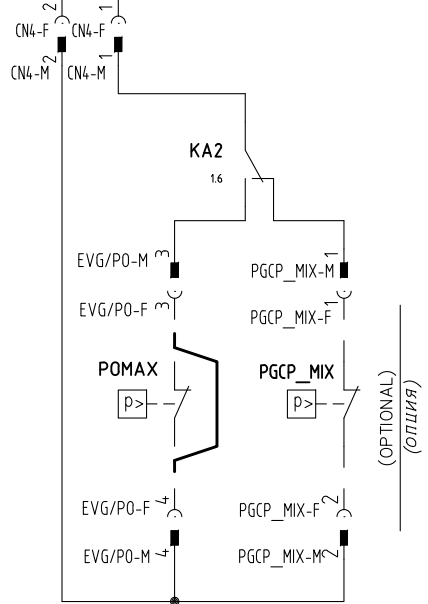 2 1
CN4-F CN4-F
2 1
CN4-M CN4-M
KA2
1.6
EVG/PO-M 3
PGCP_MIX-M 1
EVG/PO-F 3
PGCP_MIX-F 1
POMAX
PGCP_MIX
P>
P>
(OPTIONAL)
(ОПЦИЯ)
EVG/PO-F 4
PGCP_MIX-F 2
EVG/PO-M 4
PGCP_MIX-M 2